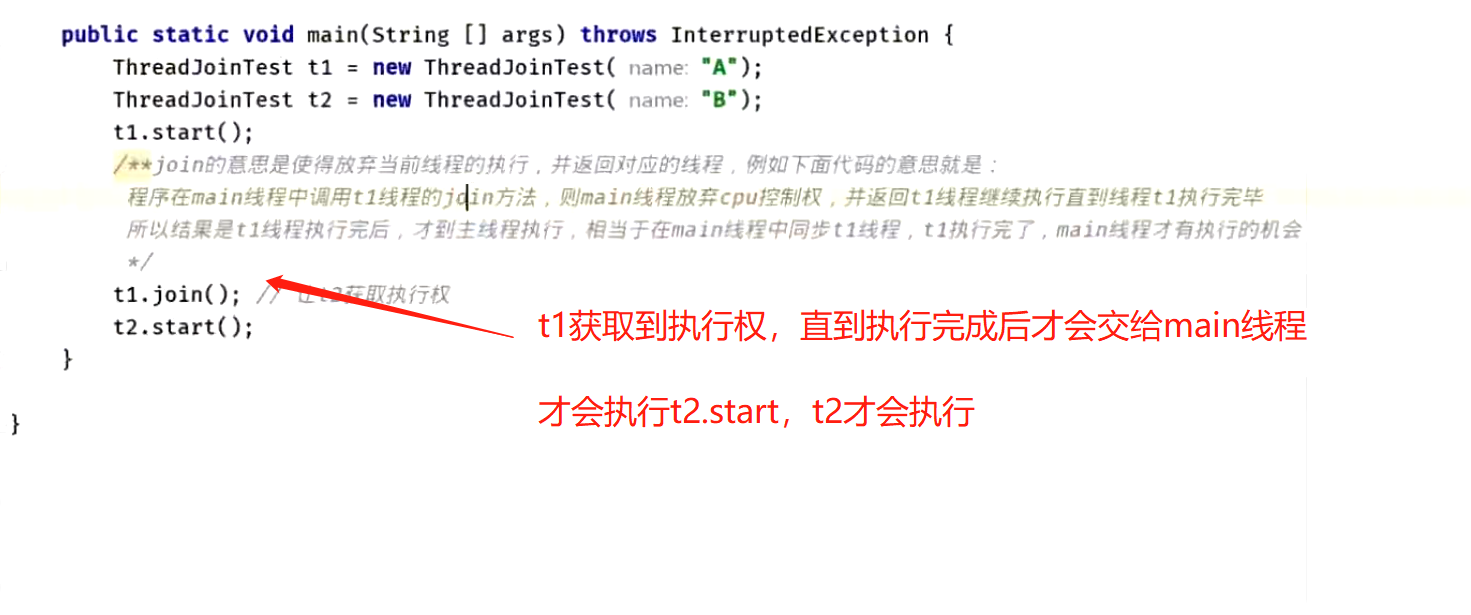 public static void main(String [] args) throws InterruptedException {
ThreadJoinTest t1 = new ThreadJoinTest( name: "A");
ThreadJoinTest t2 = new ThreadJoinTest( name: "B");
t1.start();
/**join的意思是使得放弃当前线程的执行，并返回对应的线程，例如下面代码的意思就是：
程序在main线程中调用t1线程的join方法，则main线程放弃cpu控制权，并返回t1线程继续执行直到线程t1执行完毕
所以结果是t1线程执行完后，才到主线程执行，相当于在main线程中同步t1线程，t1执行完了，main线程才有执行的机会
*/
t1.join(); // 获取执行权
t2.start();
}
}
t1获取到执行权，直到执行完成后才会交给main线程
才会执行t2.start，t2才会执行